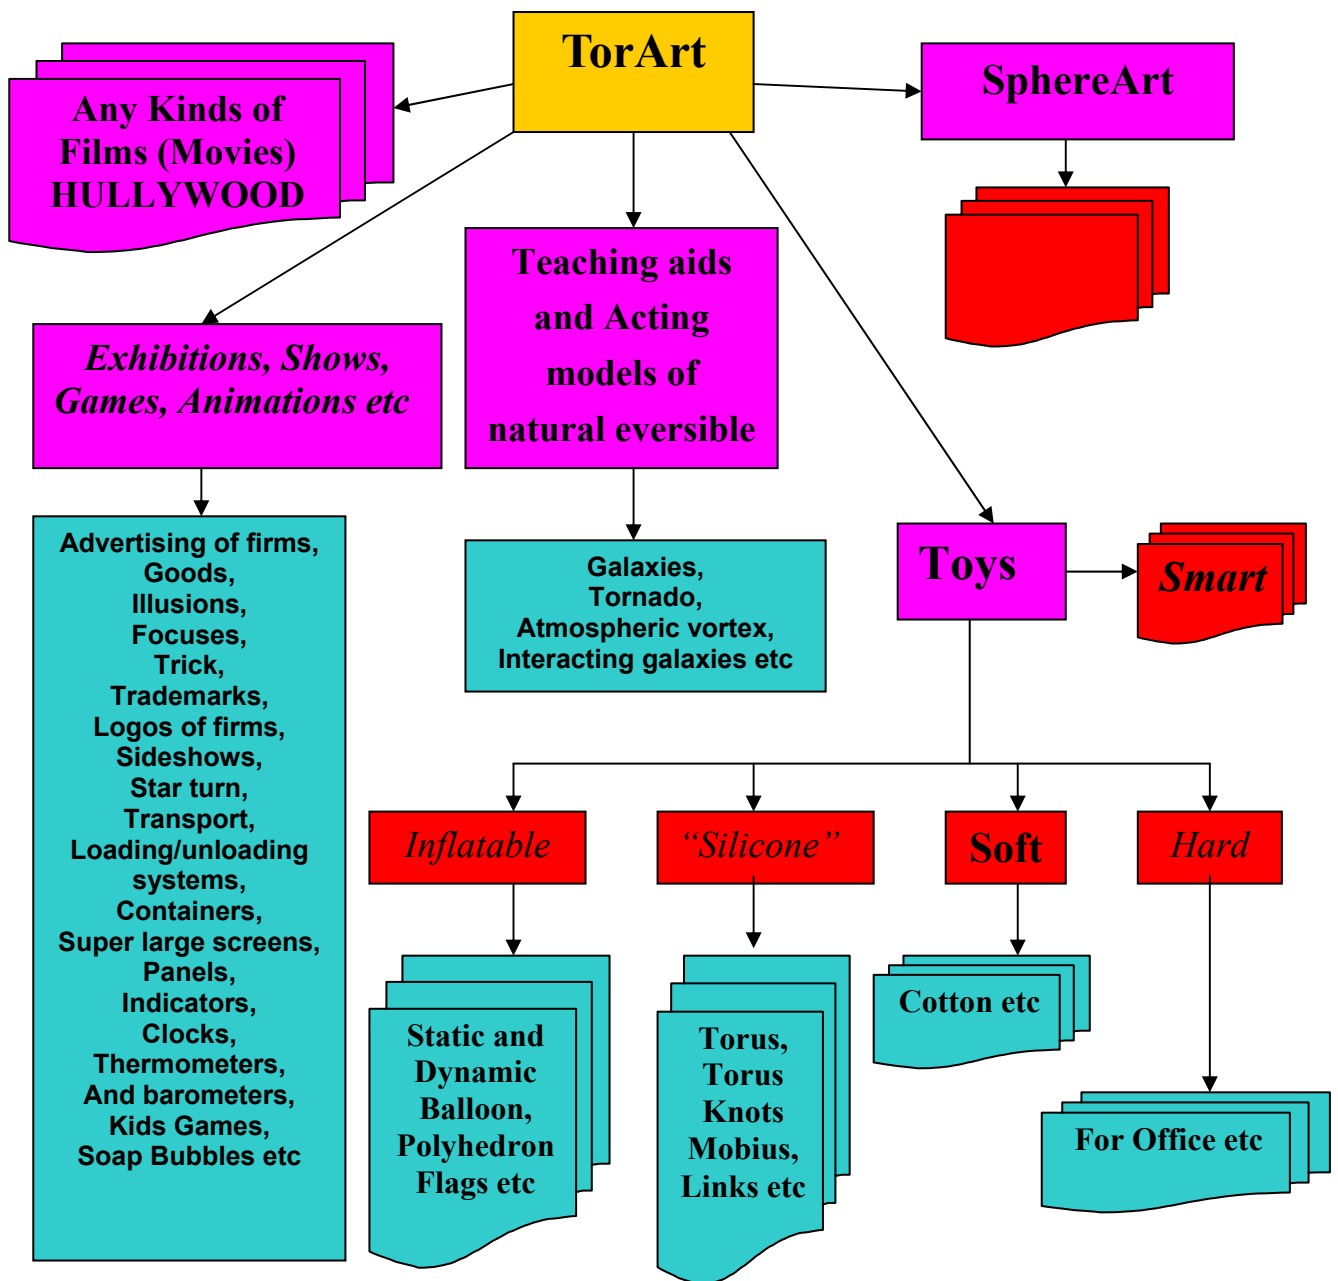 TorArt
Any Kinds of
Films (Movies)
HULLYWOOD
SphereArt
Teaching aids
and Acting
models of
natural eversible
Exhibitions, Shows,
Games, Animations etc
Advertising of firms,
Goods,
Illusions,
Focuses,
Trick,
Trademarks,
Logos of firms,
Sideshows,
Star turn,
Transport,
Loading/unloading
systems,
Containers,
Super large screens,
Panels,
Indicators,
Clocks,
Thermometers,
And barometers,
Kids Games,
Soap Bubbles etc
Galaxies,
Tornado,
Atmospheric vortex,
Interacting galaxies etc
Toys
Smart
Inflatable
“Silicone”
Soft
Hard
Static and
Dynamic
Balloon,
Polyhedron
Flags etc
Torus,
Torus
Knots
Mobius,
Links etc
Cotton etc
For Office etc